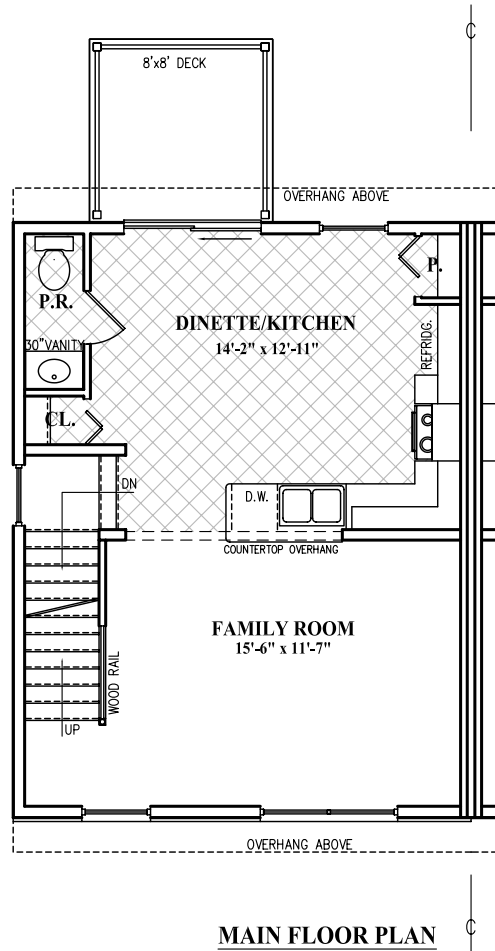 ℄
8'x8' DECK
OVERHANG ABOVE
P.R.
P.
DINETTE/KITCHEN
14'-2" x 12'-11"
30"VANITY
REFRIDG.
CL.
DN
D.W.
COUNTERTOP OVERHANG
FAMILY ROOM
15'-6" x 11'-7"
WOOD RAIL
UP
OVERHANG ABOVE
MAIN FLOOR PLAN
℄